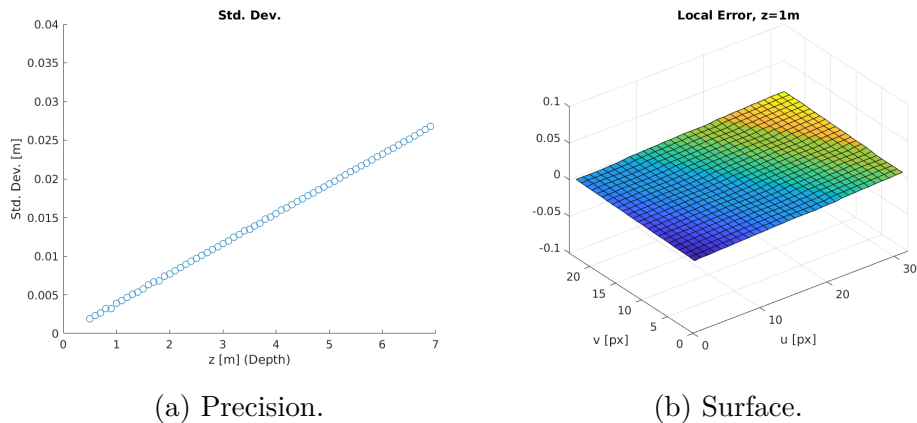 Std. Dev.
0.04
0.035
0.03
0.025
0.02
0.015
0.01
0.005
0
Std. Dev. [m]
0 1 2 3 4 5 6 7
z [m] (Depth)
(a) Precision.
Local Error, z=1m
0.1
0.05
0
-0.05
-0.1
20
15
10
5
0
v [px]
0
10
20
30
u [px]
(b) Surface.